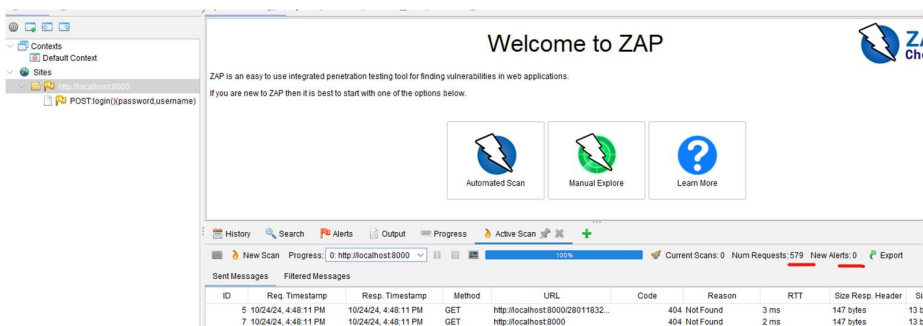 Welcome to ZAP
ZAP is an easy to use integrated penetration testing tool for finding vulnerabilities in web applications.
If you are new to ZAP then it is best to start with one of the options below.
Contexts
Default Context
Sites
http://localhost:8000
POST:login()(password,username)
Automated Scan
Manual Explore
Learn More
History Search Alerts Output Progress Active Scan
New Scan Progress: 0: http://localhost:8000 100% Current Scans: 0 Num Requests: 579 New Alerts: 0 Export
Sent Messages Filtered Messages
ID Req. Timestamp Resp. Timestamp Method URL Code Reason RTT Size Resp. Header
5 10/24/24, 4:48:11 PM 10/24/24, 4:48:11 PM GET http://localhost:8000/28011832... 404 Not Found 3 ms 147 bytes
7 10/24/24, 4:48:11 PM 10/24/24, 4:48:11 PM GET http://localhost:8000 404 Not Found 2 ms 147 bytes